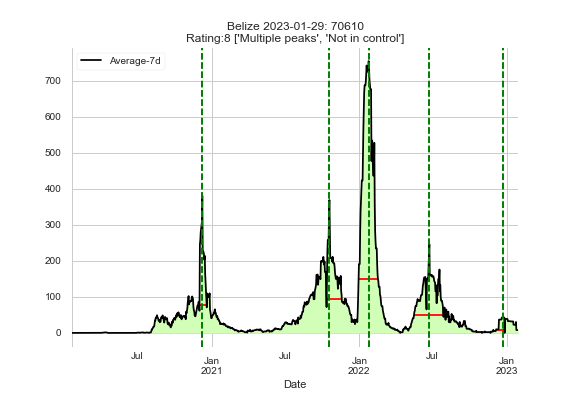 Belize 2023-01-29: 70610
Rating:8 ['Multiple peaks', 'Not in control']
Average-7d
700
600
500
400
300
200
100
0
Jul
Jan
2021
Jul
Jan
2022
Jul
Jan
2023
Date